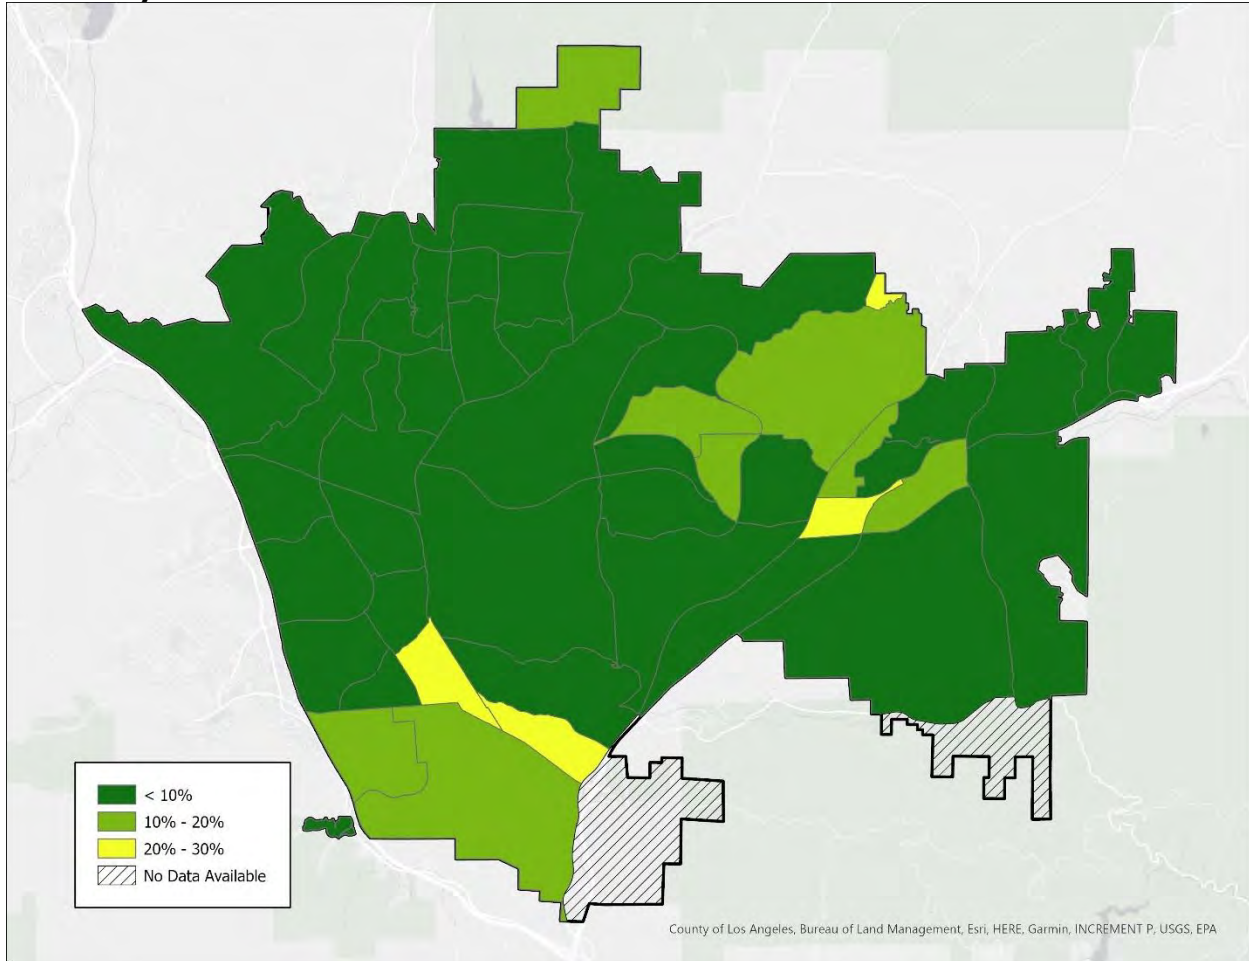 < 10%
10% - 20%
20% - 30%
No Data Available
County of Los Angeles, Bureau of Land Management, Esri, HERE, Garmin, INCREMENT P, USGS, EPA